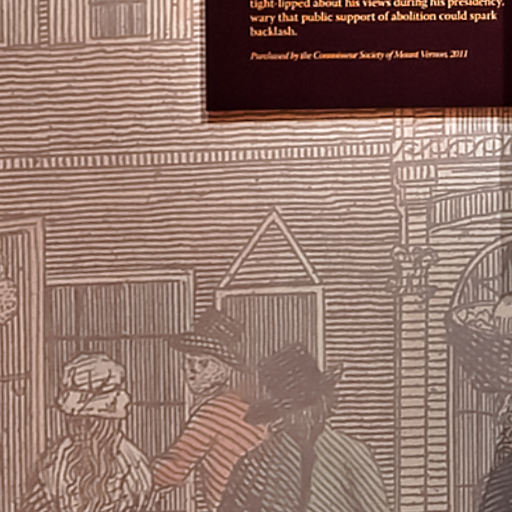 tight-lipped about his views during his presidency,
wary that public support of abolition could spark
backlash.
Purchased by the Connoisseur Society of Mount Vernon, 2011